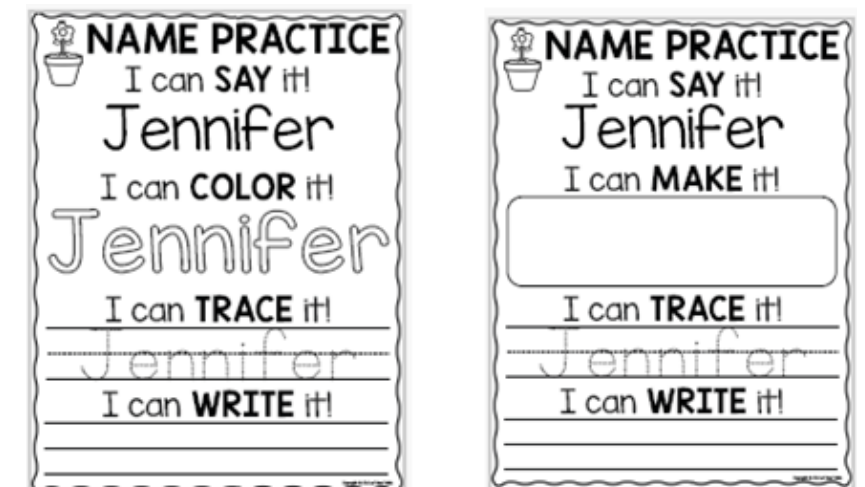 NAME PRACTICE
I can SAY it!
Jennifer
I can COLOR it!
Jennifer
I can TRACE it!
Jennifer
I can WRITE it!
NAME PRACTICE
I can SAY it!
Jennifer
I can MAKE it!
I can TRACE it!
Jennifer
I can WRITE it!